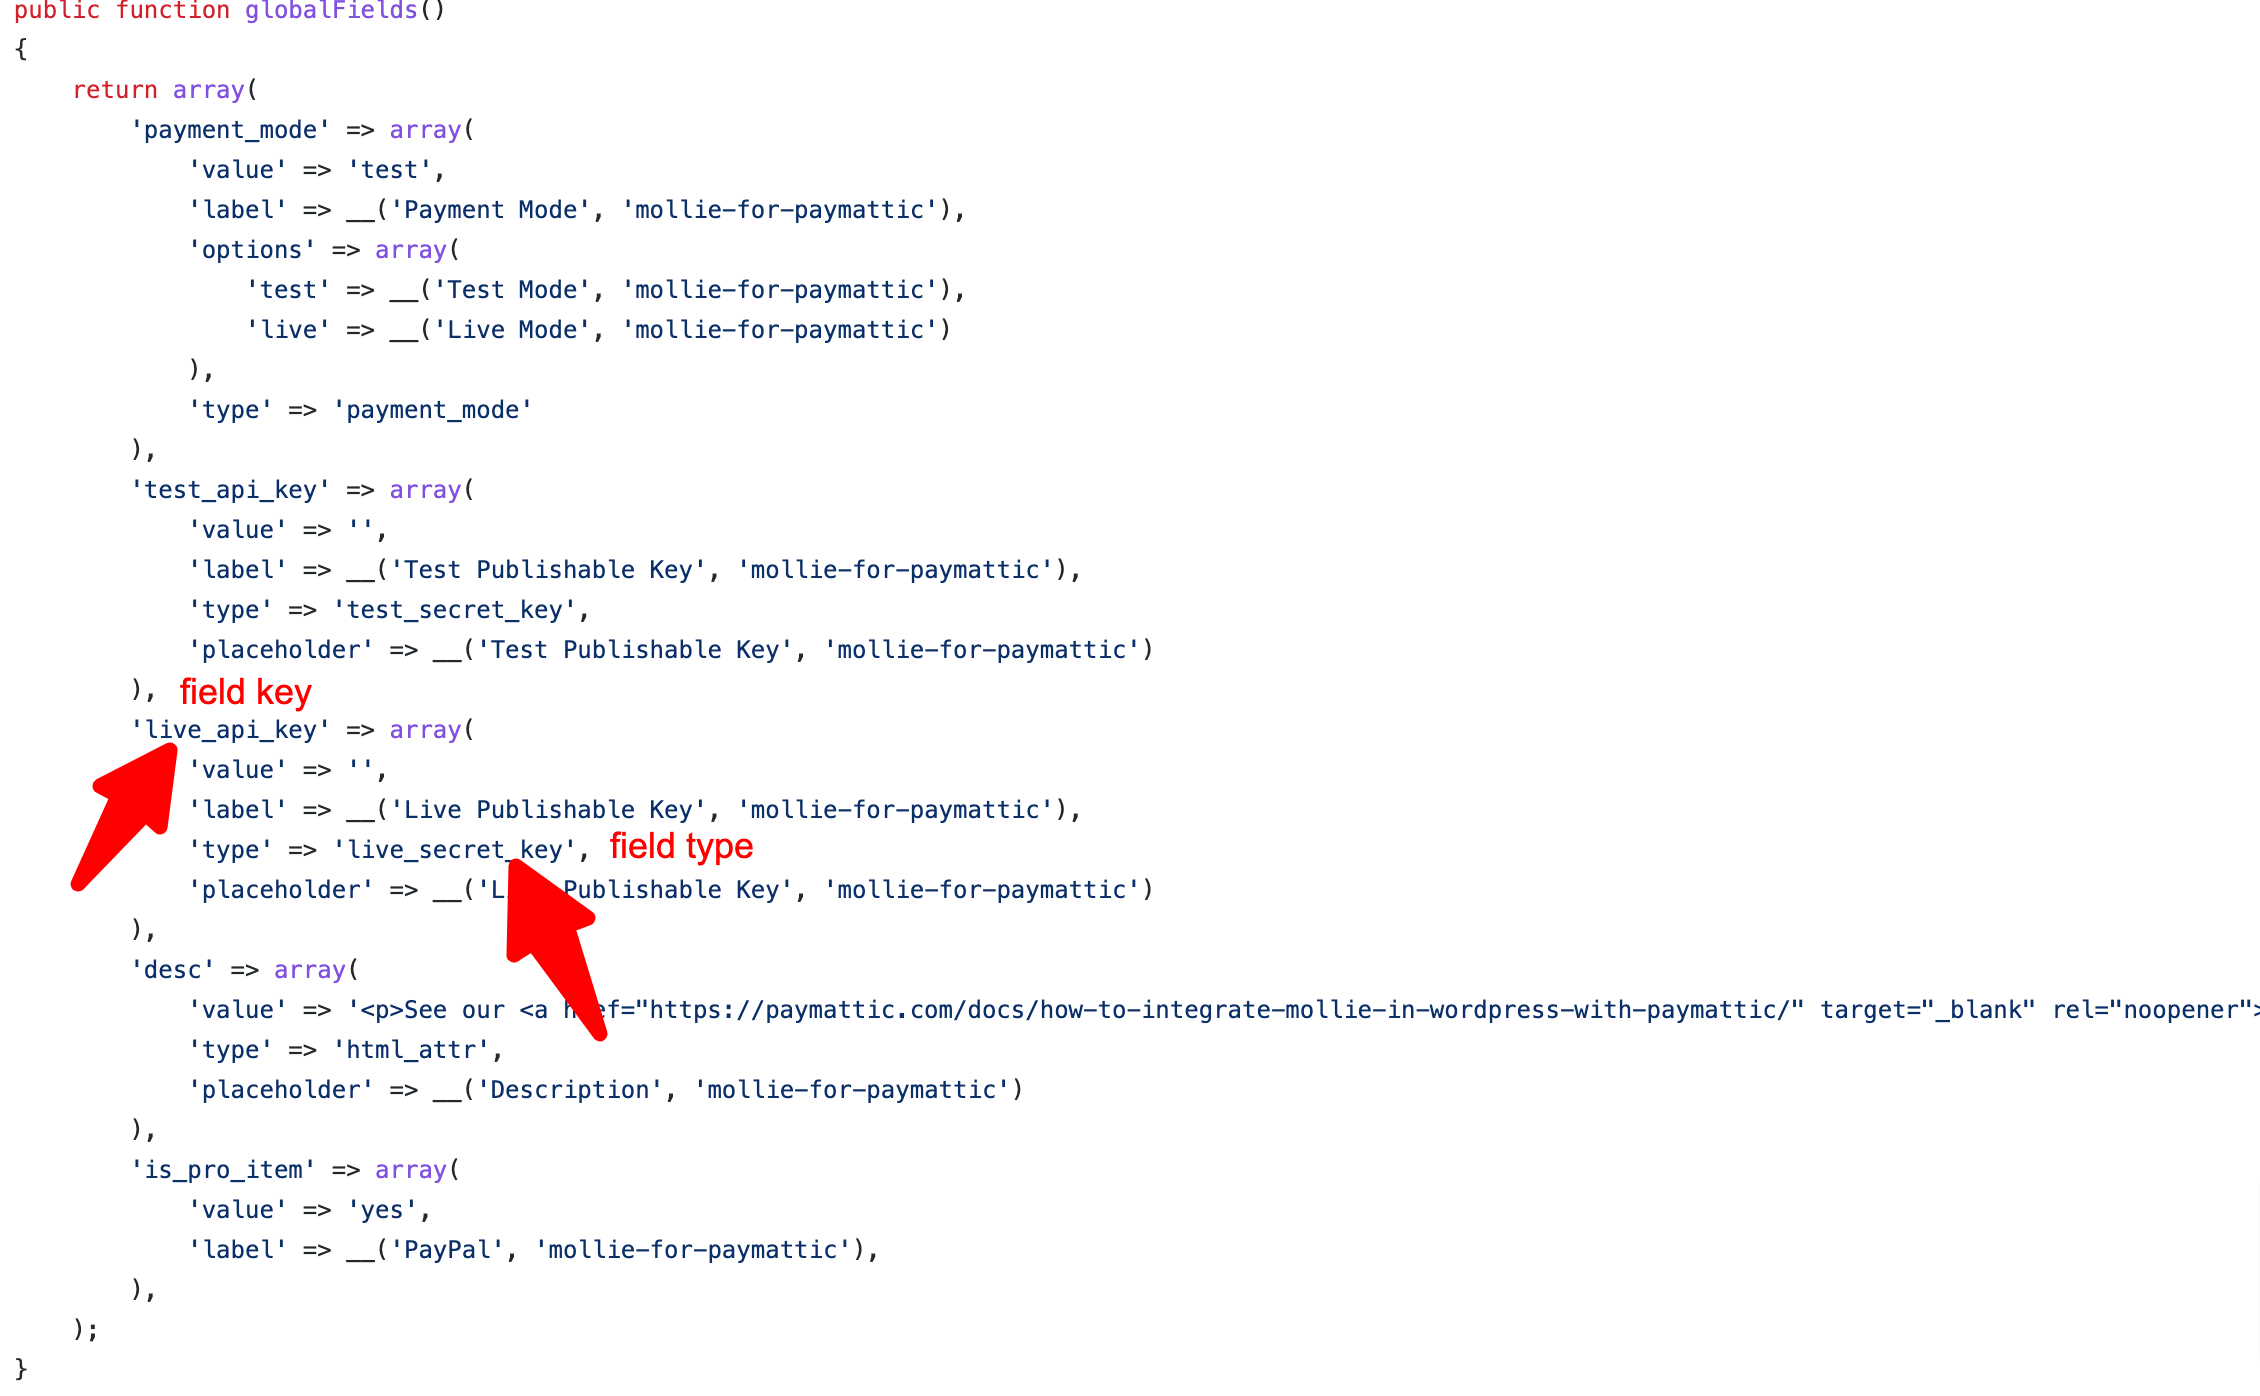 public function globalFields()
{
    return array(
        'payment_mode' => array(
            'value' => 'test',
            'label' => __('Payment Mode', 'mollie-for-paymattic'),
            'options' => array(
                'test' => __('Test Mode', 'mollie-for-paymattic'),
                'live' => __('Live Mode', 'mollie-for-paymattic')
            ),
            'type' => 'payment_mode'
        ),
        'test_api_key' => array(
            'value' => '',
            'label' => __('Test Publishable Key', 'mollie-for-paymattic'),
            'type' => 'test_secret_key',
            'placeholder' => __('Test Publishable Key', 'mollie-for-paymattic')
        ), field key
        'live_api_key' => array(
            'value' => '',
            'label' => __('Live Publishable Key', 'mollie-for-paymattic'),
            'type' => 'live_secret_key', field type
            'placeholder' => __(' Publishable Key', 'mollie-for-paymattic')
        ),
        'desc' => array(
            'value' => '<p>See our <a href="https://paymattic.com/docs/how-to-integrate-mollie-in-wordpress-with-paymattic/" target="_blank" rel="noopener">
            'type' => 'html_attr',
            'placeholder' => __('Description', 'mollie-for-paymattic')
        ),
        'is_pro_item' => array(
            'value' => 'yes',
            'label' => __('PayPal', 'mollie-for-paymattic'),
        ),
    );
}